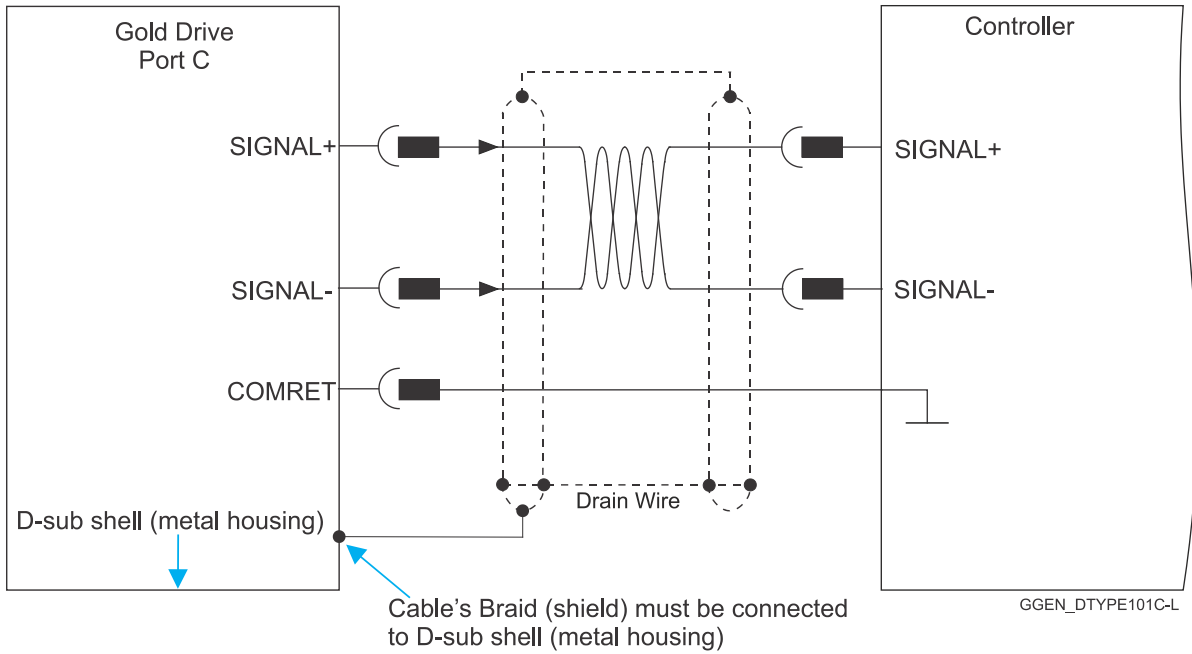 Gold Drive
Port C
Controller
SIGNAL+
SIGNAL+
SIGNAL-
SIGNAL-
COMRET
Drain Wire
D-sub shell (metal housing)
Cable's Braid (shield) must be connected
to D-sub shell (metal housing)
GGEN_DTYPE101C-L